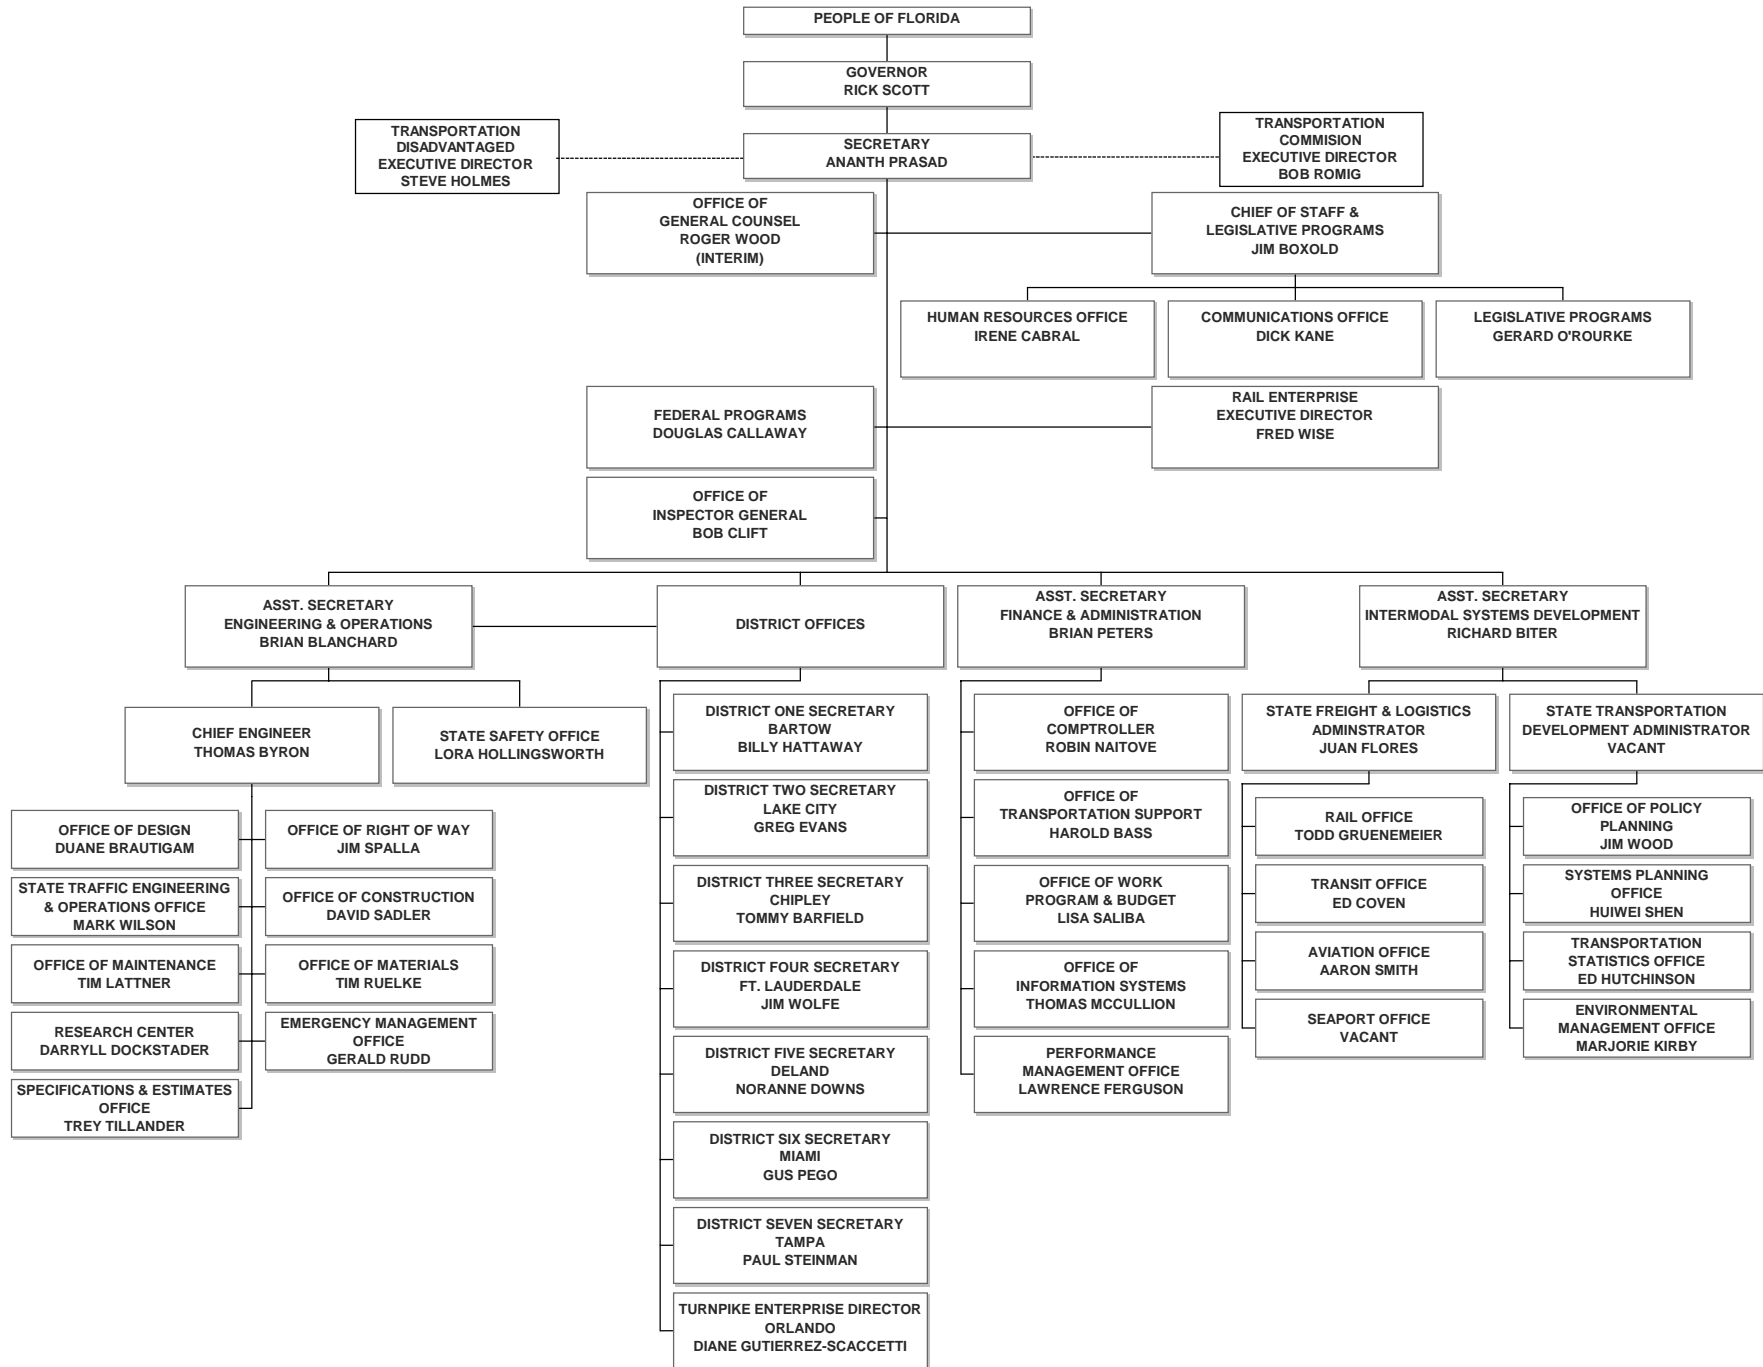 PEOPLE OF FLORIDA
GOVERNOR
RICK SCOTT
TRANSPORTATION
DISADVANTAGED
EXECUTIVE DIRECTOR
STEVE HOLMES
SECRETARY
ANANTH PRASAD
TRANSPORTATION
COMMISION
EXECUTIVE DIRECTOR
BOB ROMIG
OFFICE OF
GENERAL COUNSEL
ROGER WOOD
(INTERIM)
CHIEF OF STAFF &
LEGISLATIVE PROGRAMS
JIM BOXOLD
HUMAN RESOURCES OFFICE
IRENE CABRAL
COMMUNICATIONS OFFICE
DICK KANE
LEGISLATIVE PROGRAMS
GERARD O'ROURKE
FEDERAL PROGRAMS
DOUGLAS CALLAWAY
RAIL ENTERPRISE
EXECUTIVE DIRECTOR
FRED WISE
OFFICE OF
INSPECTOR GENERAL
BOB CLIFT
ASST. SECRETARY
ENGINEERING & OPERATIONS
BRIAN BLANCHARD
DISTRICT OFFICES
ASST. SECRETARY
FINANCE & ADMINISTRATION
BRIAN PETERS
ASST. SECRETARY
INTERMODAL SYSTEMS DEVELOPMENT
RICHARD BITER
CHIEF ENGINEER
THOMAS BYRON
STATE SAFETY OFFICE
LORA HOLLINGSWORTH
OFFICE OF DESIGN
DUANE BRAUTIGAM
OFFICE OF RIGHT OF WAY
JIM SPALLA
STATE TRAFFIC ENGINEERING
& OPERATIONS OFFICE
MARK WILSON
OFFICE OF CONSTRUCTION
DAVID SADLER
OFFICE OF MAINTENANCE
TIM LATTNER
OFFICE OF MATERIALS
TIM RUELKE
RESEARCH CENTER
DARRYLL DOCKSTADER
EMERGENCY MANAGEMENT
OFFICE
GERALD RUDD
SPECIFICATIONS & ESTIMATES
OFFICE
TREY TILLANDER
DISTRICT ONE SECRETARY
BARTOW
BILLY HATTAWAY
DISTRICT TWO SECRETARY
LAKE CITY
GREG EVANS
DISTRICT THREE SECRETARY
CHIPLEY
TOMMY BARFIELD
DISTRICT FOUR SECRETARY
FT. LAUDERDALE
JIM WOLFE
DISTRICT FIVE SECRETARY
DELAND
NORANNE DOWNS
DISTRICT SIX SECRETARY
MIAMI
GUS PEGO
DISTRICT SEVEN SECRETARY
TAMPA
PAUL STEINMAN
TURNPIKE ENTERPRISE DIRECTOR
ORLANDO
DIANE GUTIERREZ-SCACCETTI
OFFICE OF
COMPTROLLER
ROBIN NAITOVE
OFFICE OF
TRANSPORTATION SUPPORT
HAROLD BASS
OFFICE OF WORK
PROGRAM & BUDGET
LISA SALIBA
OFFICE OF
INFORMATION SYSTEMS
THOMAS MCCULLION
PERFORMANCE
MANAGEMENT OFFICE
LAWRENCE FERGUSON
STATE FREIGHT & LOGISTICS
ADMINSTRATOR
JUAN FLORES
RAIL OFFICE
TODD GRUENEMEIER
TRANSIT OFFICE
ED COVEN
AVIATION OFFICE
AARON SMITH
SEAPORT OFFICE
VACANT
STATE TRANSPORTATION
DEVELOPMENT ADMINISTRATOR
VACANT
OFFICE OF POLICY
PLANNING
JIM WOOD
SYSTEMS PLANNING
OFFICE
HUIWEI SHEN
TRANSPORTATION
STATISTICS OFFICE
ED HUTCHINSON
ENVIRONMENTAL
MANAGEMENT OFFICE
MARJORIE KIRBY